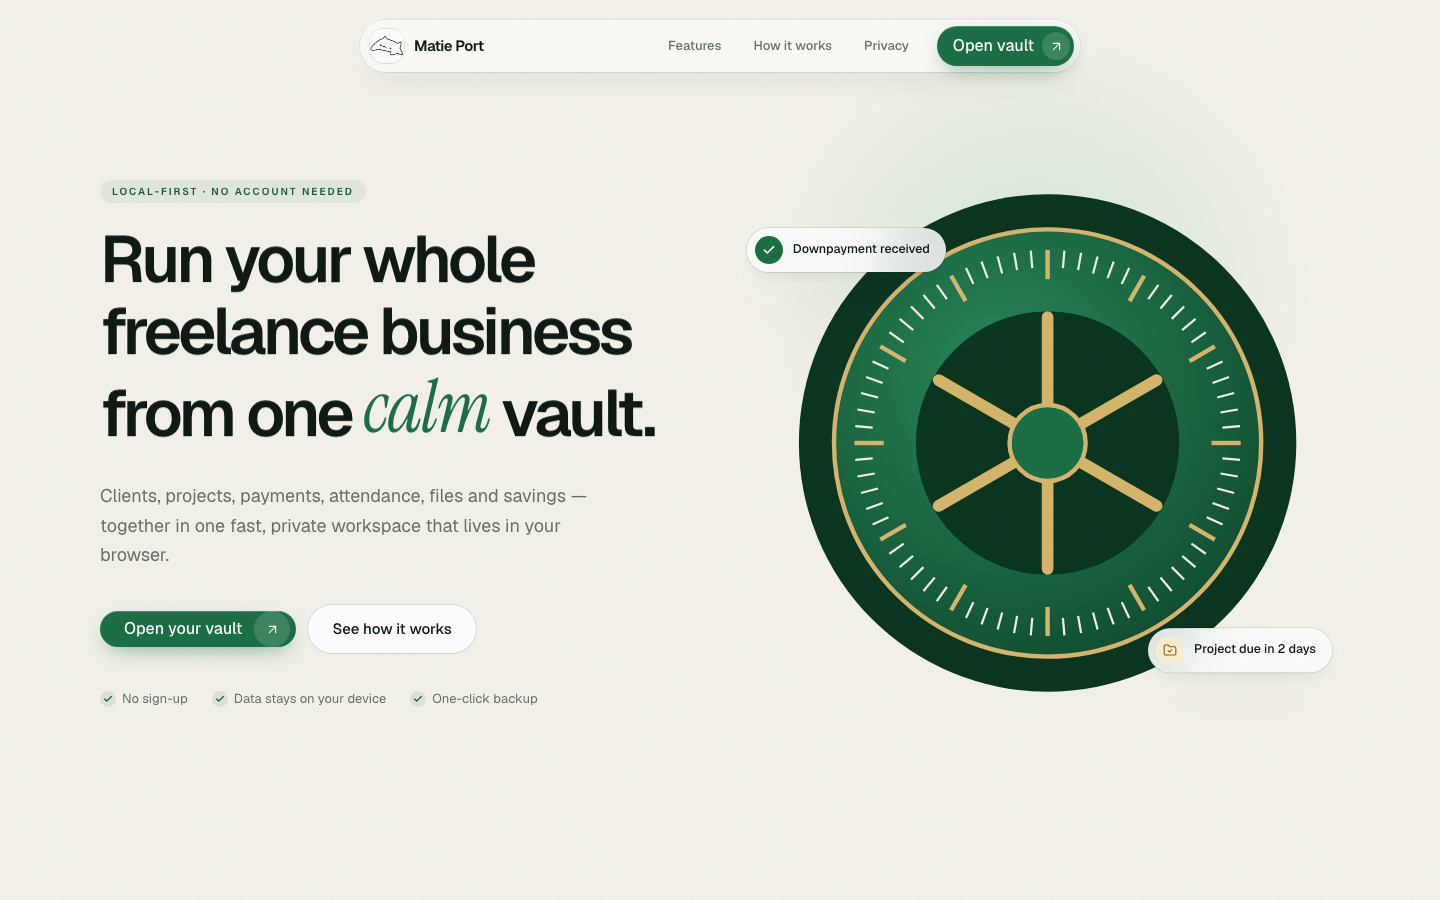 Matie Port
Features
How it works
Privacy
Open vault
LOCAL-FIRST · NO ACCOUNT NEEDED
Run your whole
freelance business
from one calm vault.
Clients, projects, payments, attendance, files and savings —
together in one fast, private workspace that lives in your
browser.
Open your vault
See how it works
No sign-up
Data stays on your device
One-click backup
Downpayment received
Project due in 2 days